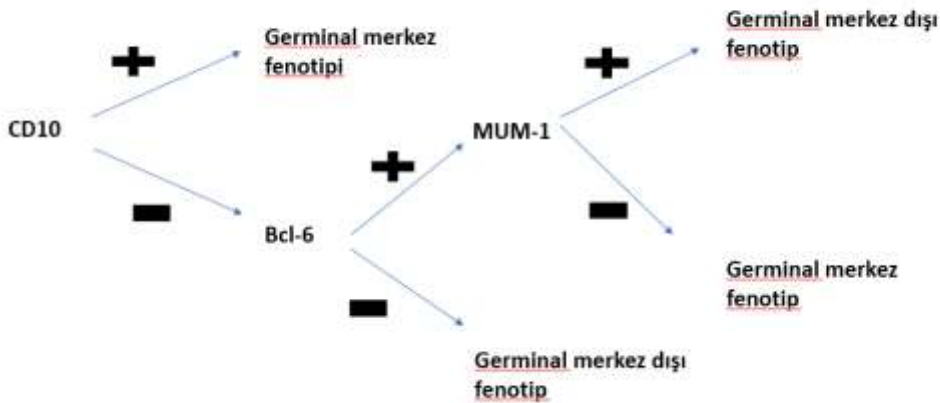 Germinal merkez
fenotipi
Germinal merkez dışı
fenotip
CD10
MUM-1
Bcl-6
Germinal merkez
fenotip
Germinal merkez dışı
fenotip